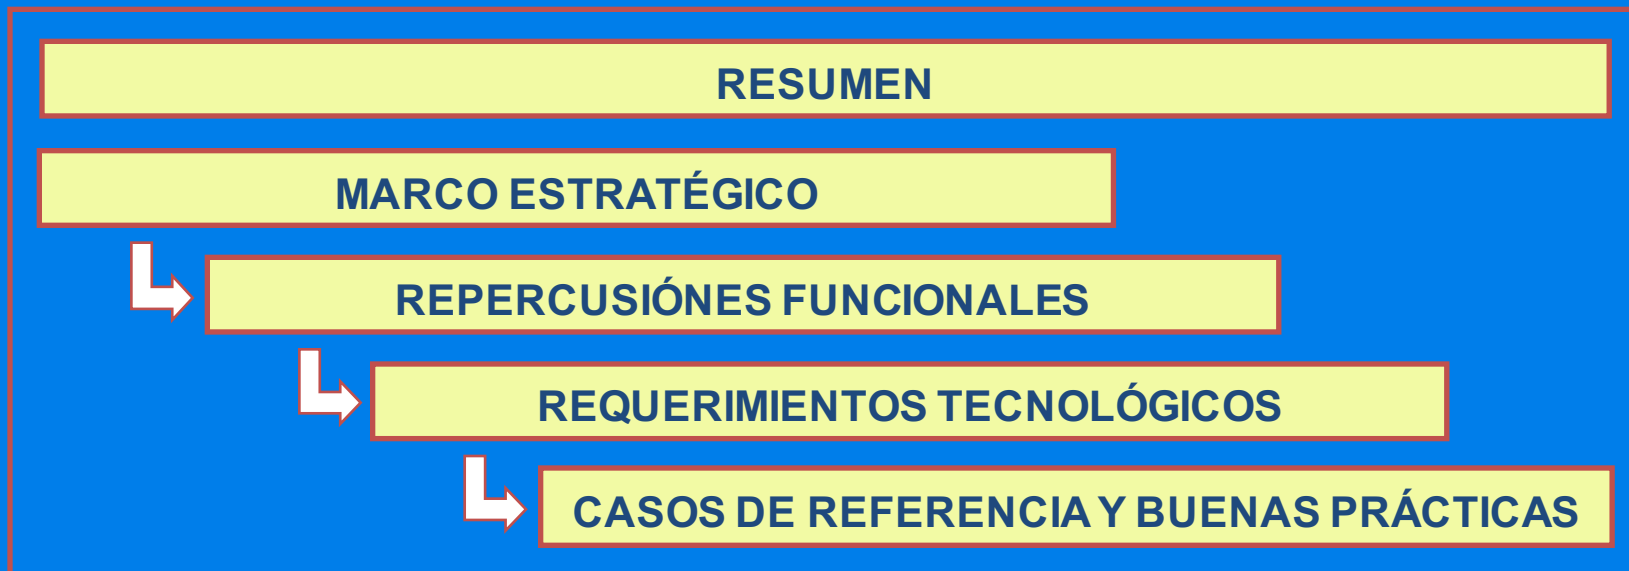 RESUMEN
MARCO ESTRATÉGICO
REPERCUSIÓNES FUNCIONALES
REQUERIMIENTOS TECNOLÓGICOS
CASOS DE REFERENCIA Y BUENAS PRÁCTICAS